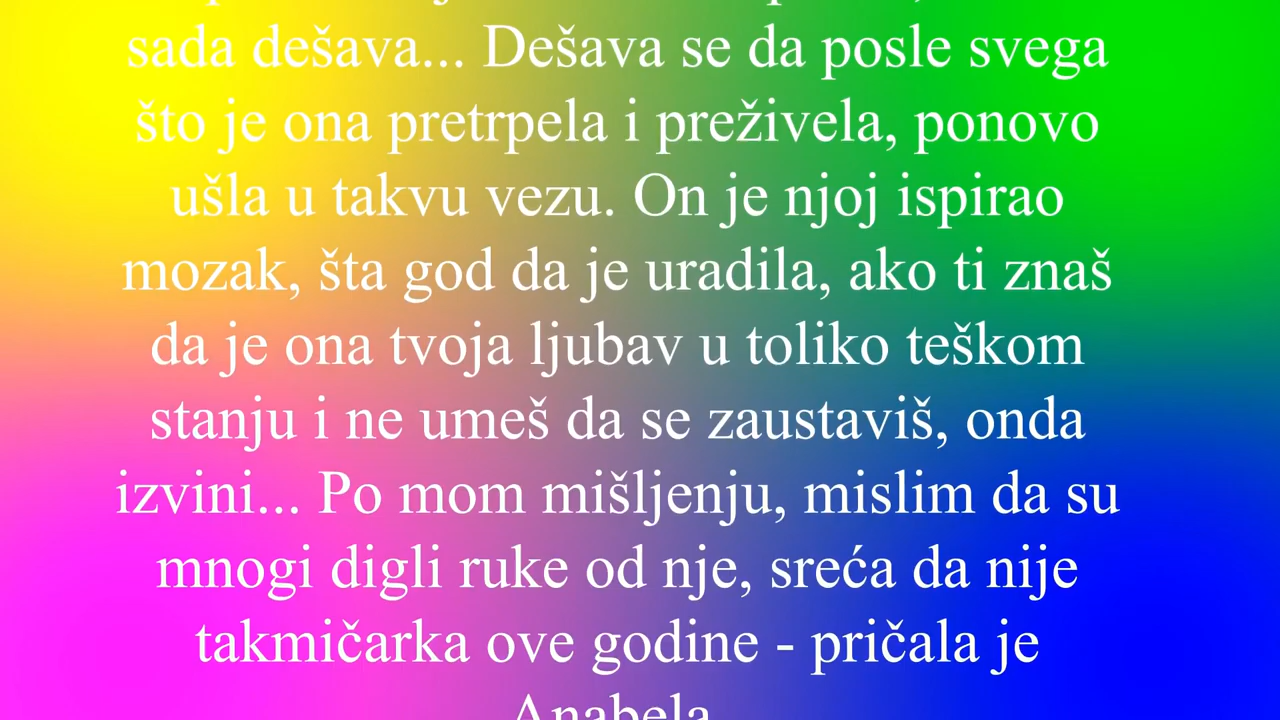 sada dešava... Dešava se da posle svega
što je ona pretrpela i preživela, ponovo
ušla u takvu vezu. On je njoj ispirao
mozak, šta god da je uradila, ako ti znaš
da je ona tvoja ljubav u toliko teškom
stanju i ne umeš da se zaustaviš, onda
izvini... Po mom mišljenju, mislim da su
mnogi digli ruke od nje, sreća da nije
takmičarka ove godine - pričala je
Anabela